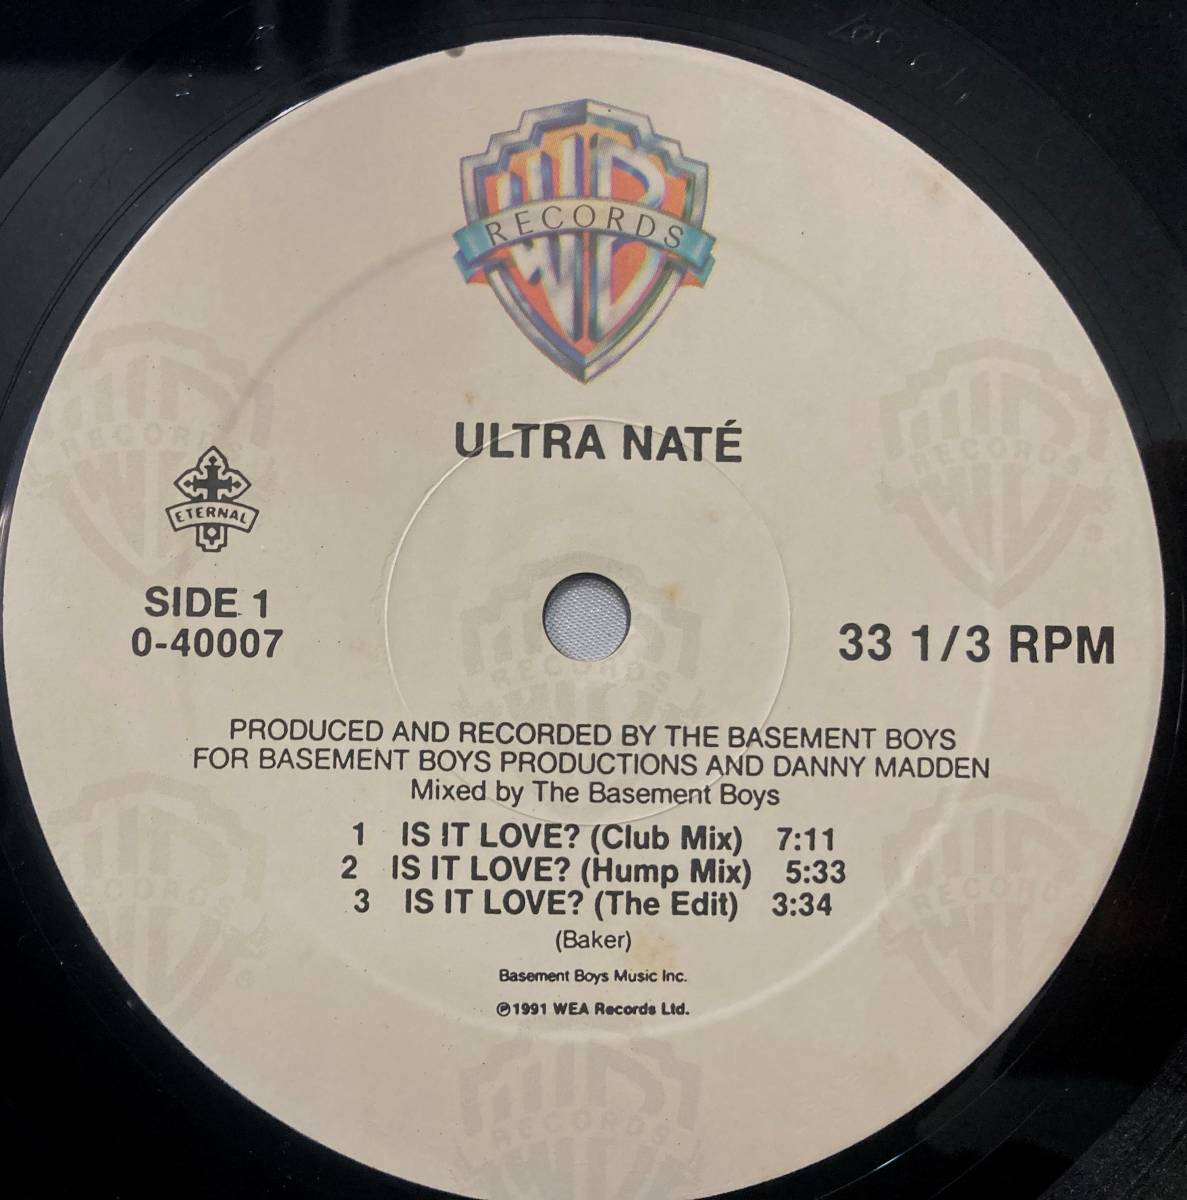 WB
RECORDS
ULTRA NATÉ
ETERNAL
SIDE 1
0-40007
33 1/3 RPM
PRODUCED AND RECORDED BY THE BASEMENT BOYS
FOR BASEMENT BOYS PRODUCTIONS AND DANNY MADDEN
Mixed by The Basement Boys
1 IS IT LOVE? (Club Mix) 7:11
2 IS IT LOVE? (Hump Mix) 5:33
3 IS IT LOVE? (The Edit) 3:34
(Baker)
Basement Boys Music Inc.
℗1991 WEA Records Ltd.